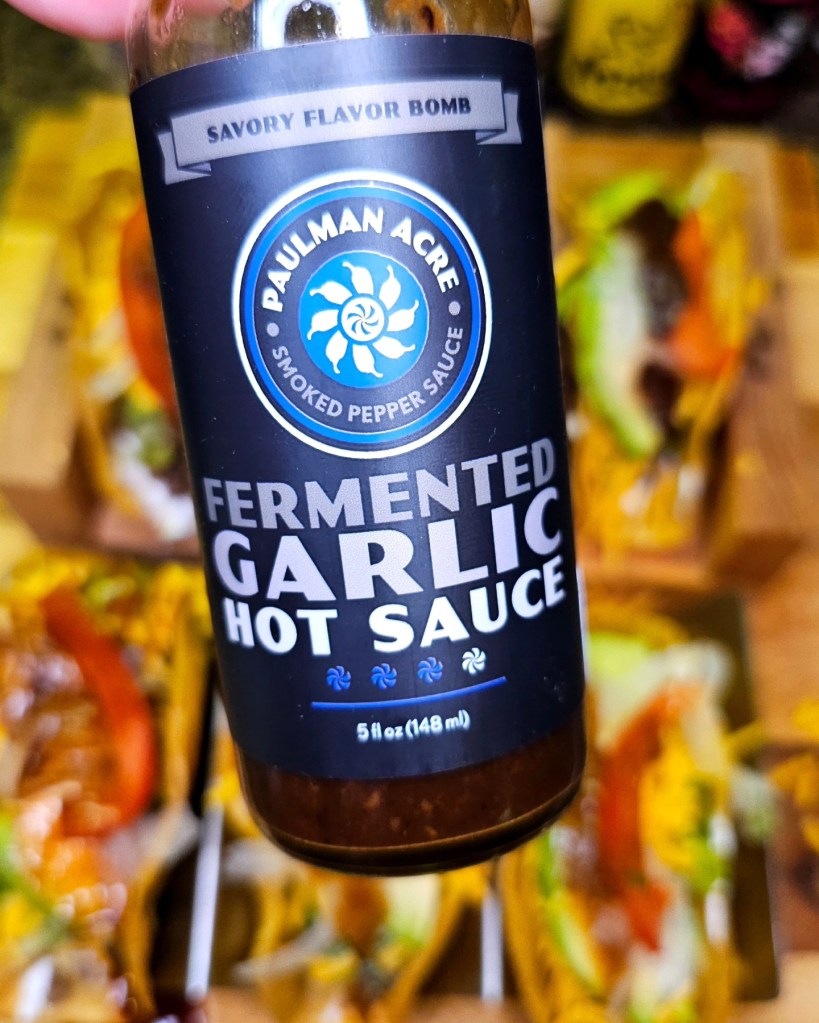 SAVORY FLAVOR BOMB
PAULMAN ACRE
SMOKED PEPPER SAUCE
FERMENTED
GARLIC
HOT SAUCE
5 fl oz (148 ml)